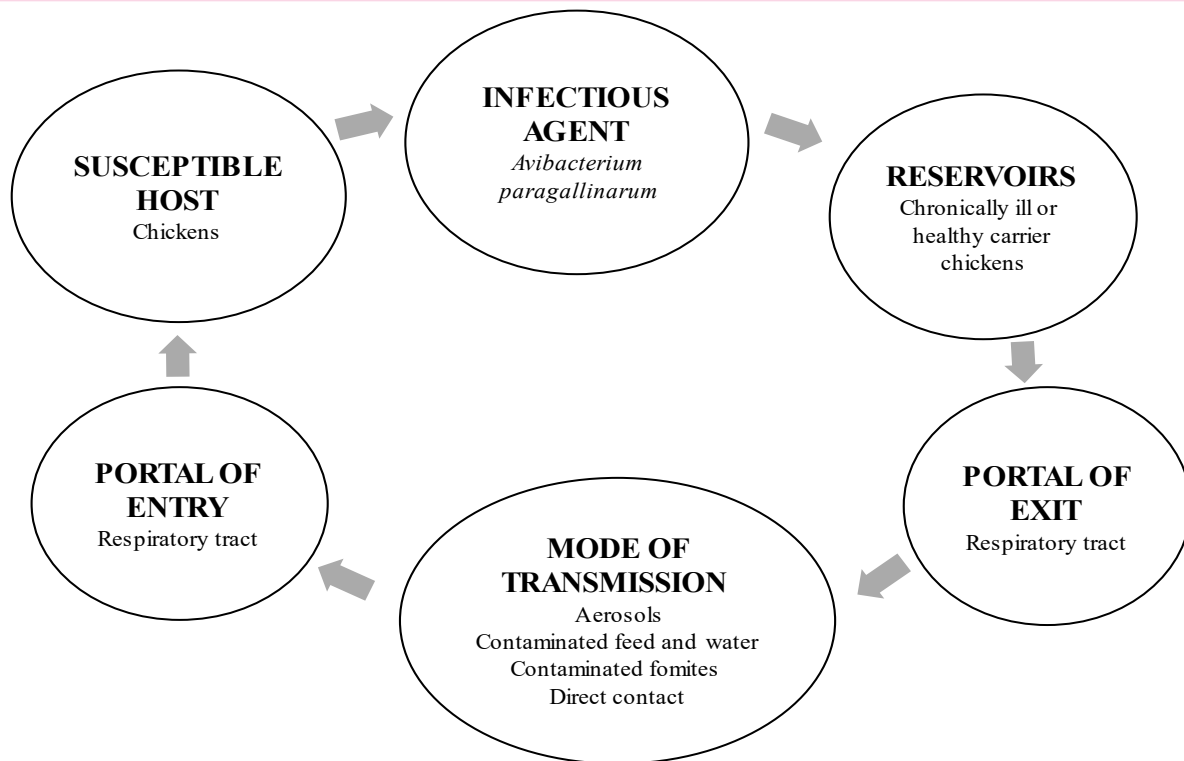 INFECTIOUS
AGENT
Avibacterium
paragallinarum
RESERVOIRS
Chronically ill or
healthy carrier
chickens
PORTAL OF
EXIT
Respiratory tract
MODE OF
TRANSMISSION
Aerosols
Contaminated feed and water
Contaminated fomites
Direct contact
PORTAL OF
ENTRY
Respiratory tract
SUSCEPTIBLE
HOST
Chickens